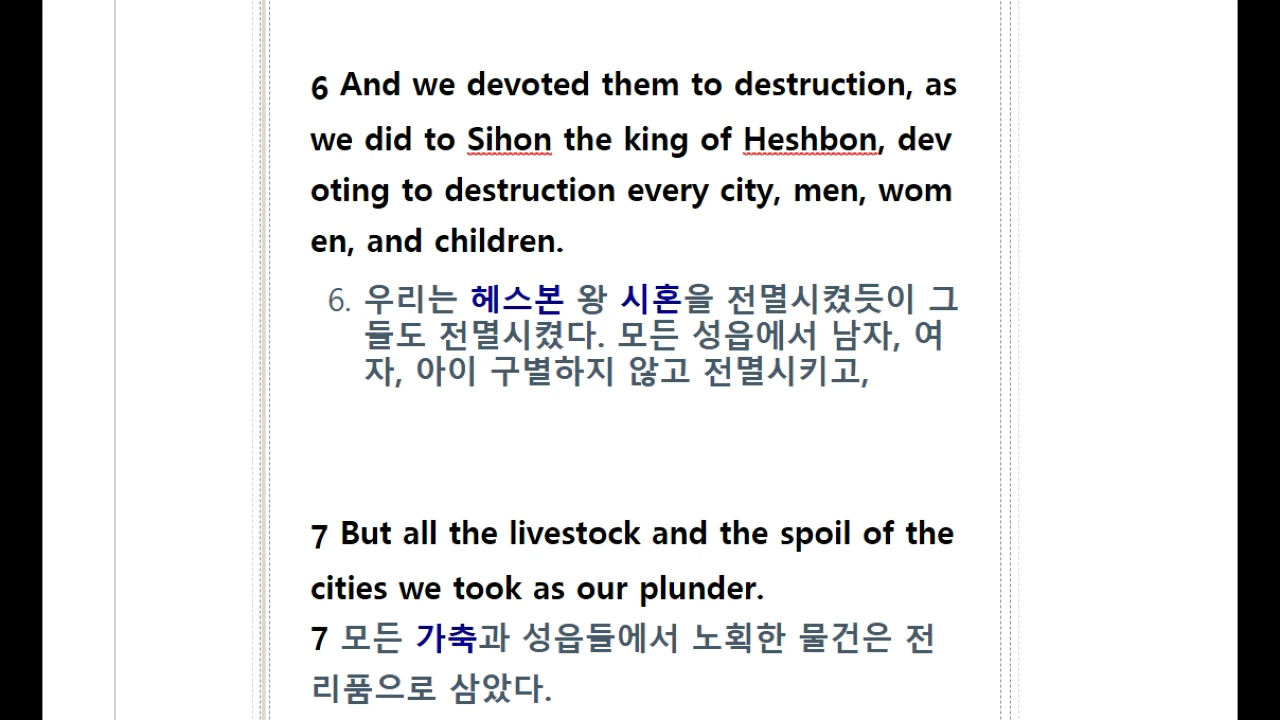 6 And we devoted them to destruction, as
we did to Sihon the king of Heshbon, dev
oting to destruction every city, men, wom
en, and children.
6. 우리는 헤스본 왕 시혼을 전멸시켰듯이 그
들도 전멸시켰다. 모든 성읍에서 남자, 여
자, 아이 구별하지 않고 전멸시키고,
7 But all the livestock and the spoil of the
cities we took as our plunder.
7 모든 가축과 성읍들에서 노획한 물건은 전
리품으로 삼았다.